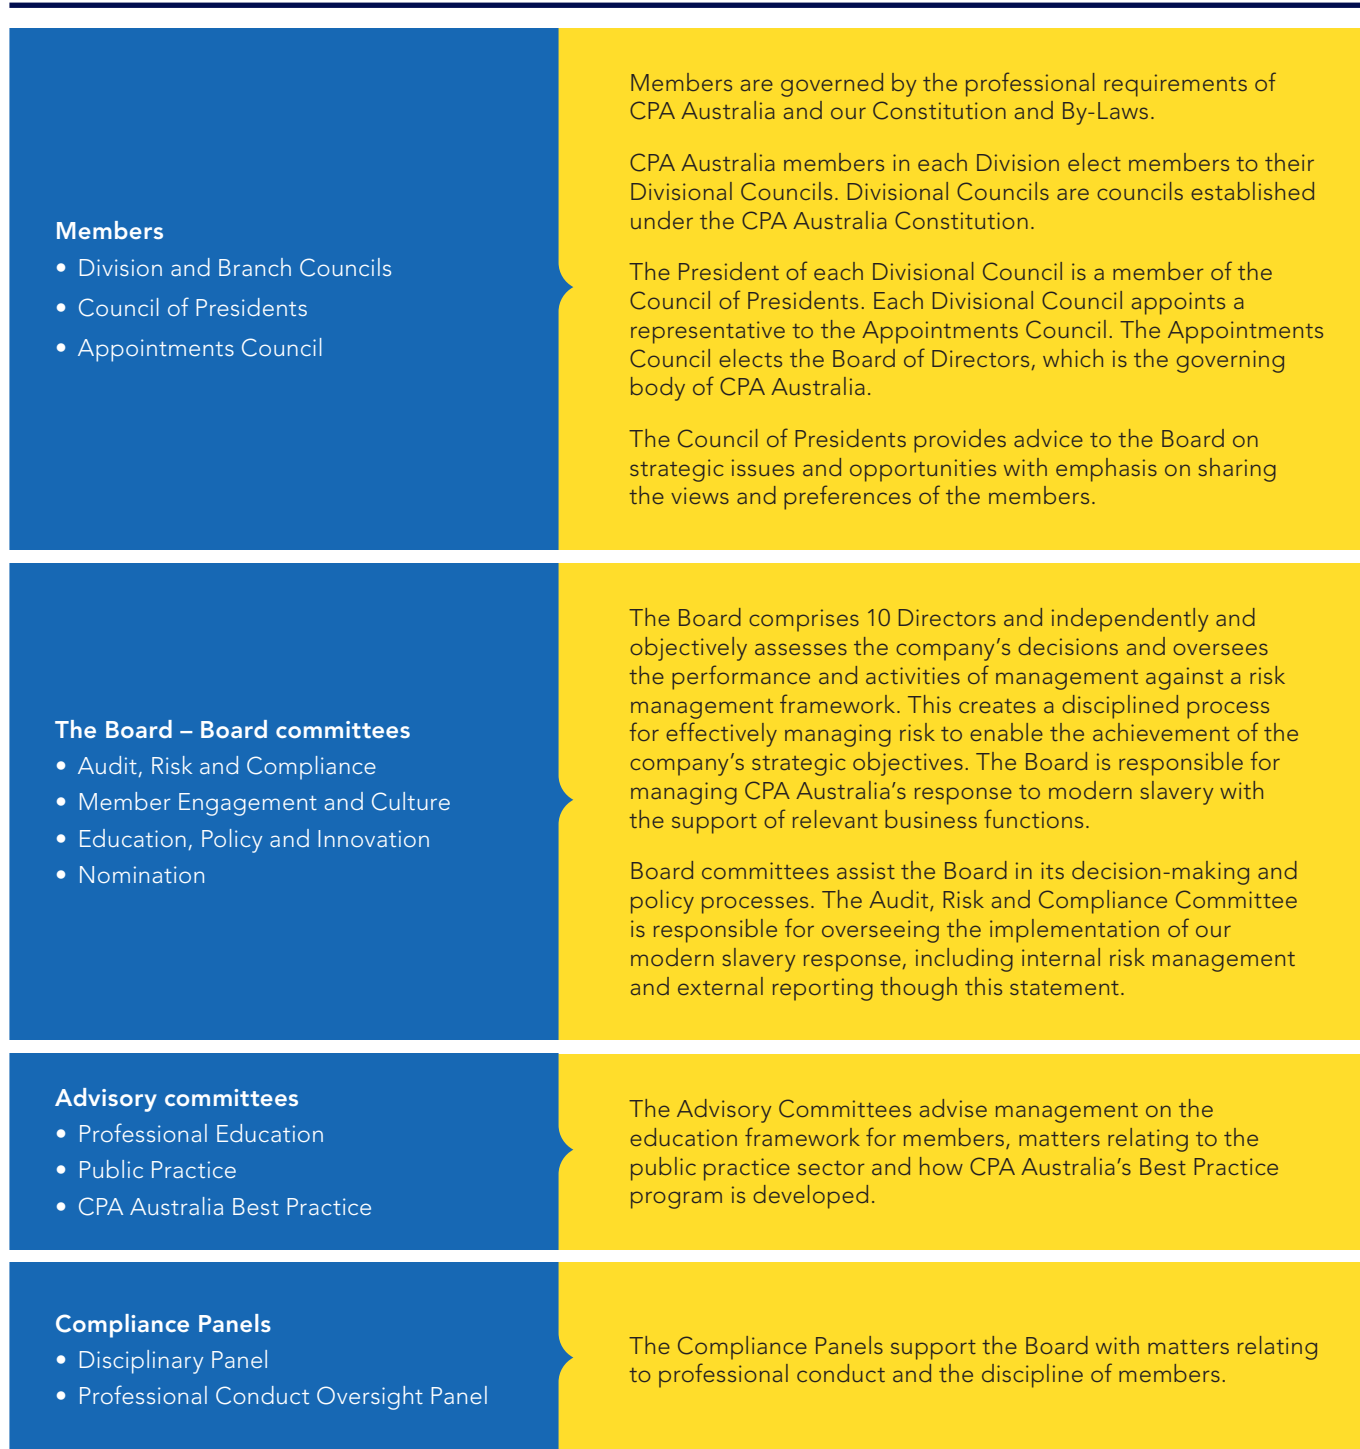 Members
• Division and Branch Councils
• Council of Presidents
• Appointments Council
Members are governed by the professional requirements of
CPA Australia and our Constitution and By-Laws.
CPA Australia members in each Division elect members to their
Divisional Councils. Divisional Councils are councils established
under the CPA Australia Constitution.
The President of each Divisional Council is a member of the
Council of Presidents. Each Divisional Council appoints a
representative to the Appointments Council. The Appointments
Council elects the Board of Directors, which is the governing
body of CPA Australia.
The Council of Presidents provides advice to the Board on
strategic issues and opportunities with emphasis on sharing
the views and preferences of the members.
The Board – Board committees
• Audit, Risk and Compliance
• Member Engagement and Culture
• Education, Policy and Innovation
• Nomination
The Board comprises 10 Directors and independently and
objectively assesses the company’s decisions and oversees
the performance and activities of management against a risk
management framework. This creates a disciplined process
for effectively managing risk to enable the achievement of the
company’s strategic objectives. The Board is responsible for
managing CPA Australia’s response to modern slavery with
the support of relevant business functions.
Board committees assist the Board in its decision-making and
policy processes. The Audit, Risk and Compliance Committee
is responsible for overseeing the implementation of our
modern slavery response, including internal risk management
and external reporting though this statement.
Advisory committees
• Professional Education
• Public Practice
• CPA Australia Best Practice
The Advisory Committees advise management on the
education framework for members, matters relating to the
public practice sector and how CPA Australia’s Best Practice
program is developed.
Compliance Panels
• Disciplinary Panel
• Professional Conduct Oversight Panel
The Compliance Panels support the Board with matters relating
to professional conduct and the discipline of members.